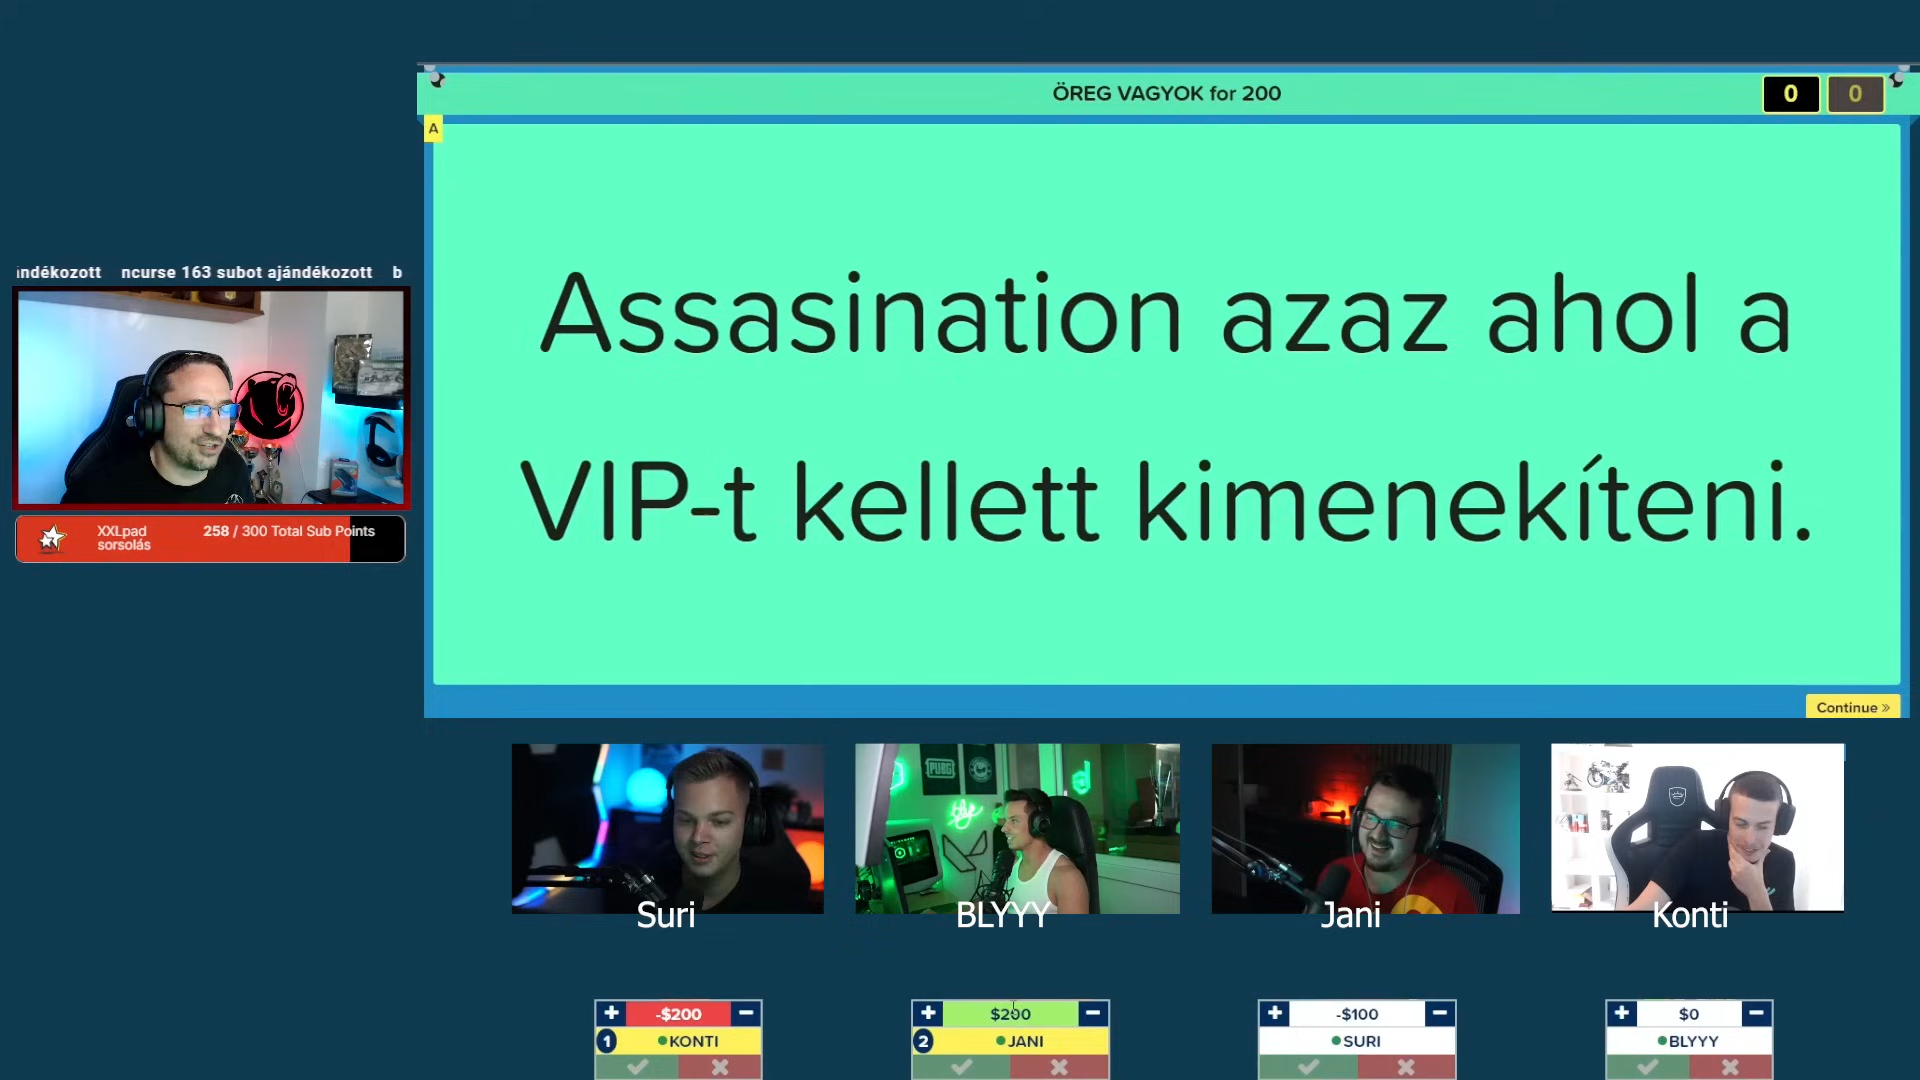 ÖREG VAGYOK for 200
0
0
A
Assasination azaz ahol a
VIP-t kellett kimenekíteni.
Continue »
indékozott ncurse 163 subot ajándékozott b
XXLpad
sorsolás
258 / 300 Total Sub Points
PUBG
Suri
BLYYY
Jani
Konti
-$200
1 KONTI
$200
2 JANI
-$100
SURI
$0
BLYYY